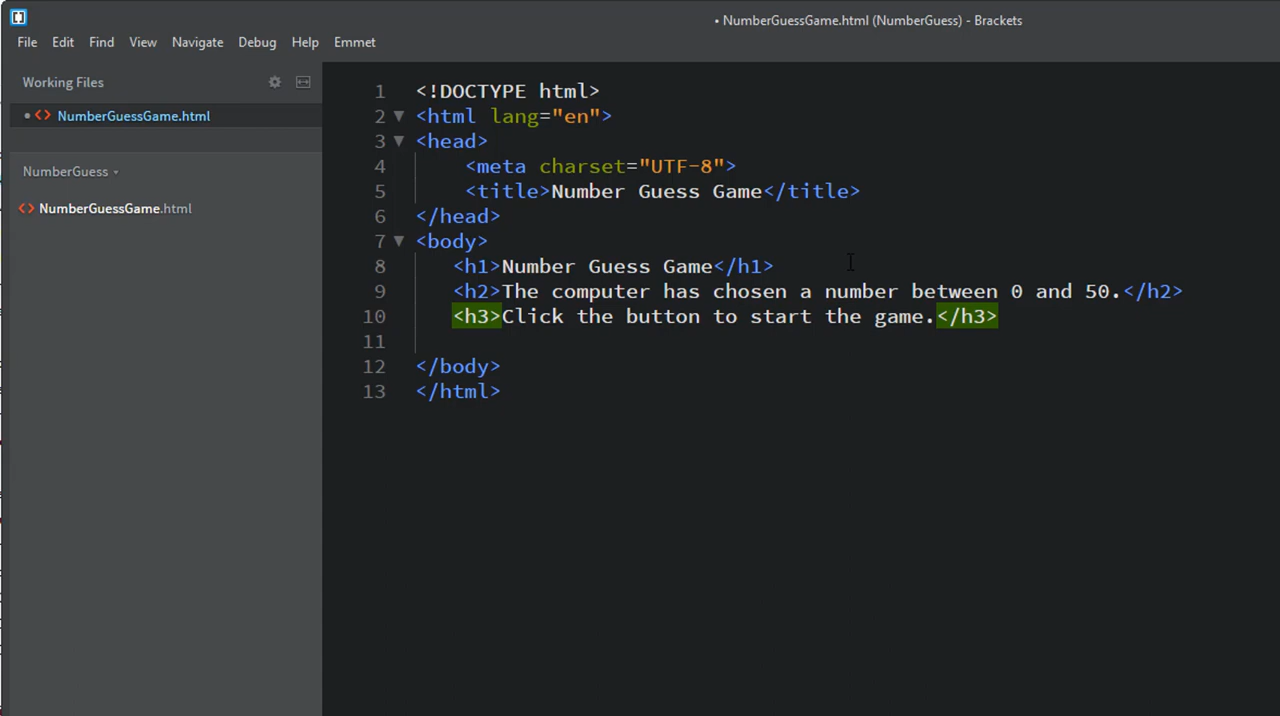 • NumberGuessGame.html (NumberGuess) - Brackets
File Edit Find View Navigate Debug Help Emmet
Working Files
• <> NumberGuessGame.html
NumberGuess
<> NumberGuessGame.html
1 <!DOCTYPE html>
2 <html lang="en">
3 <head>
4 <meta charset="UTF-8">
5 <title>Number Guess Game</title>
6 </head>
7 <body>
8 <h1>Number Guess Game</h1>
9 <h2>The computer has chosen a number between 0 and 50.</h2>
10 <h3>Click the button to start the game.</h3>
11
12 </body>
13 </html>